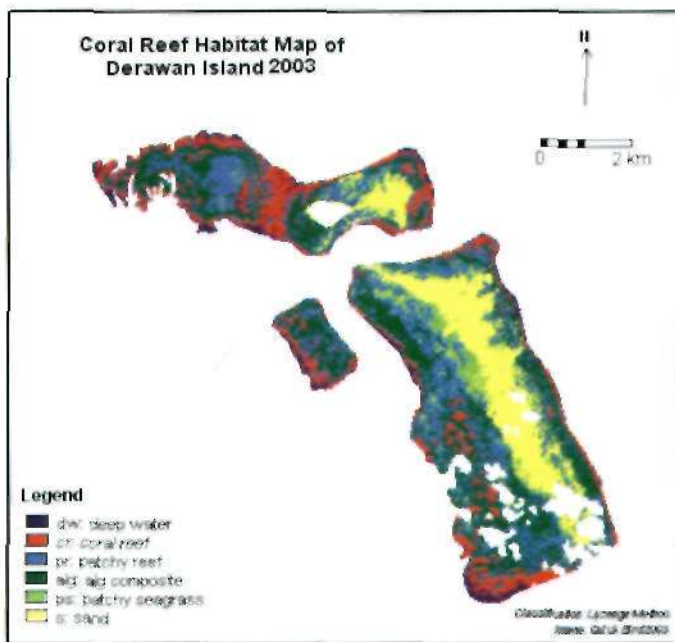 Coral Reef Habitat Map of
Derawan Island 2003
N
0 2 km
Legend
dw: deep water
cr: coral reef
pr: patchy reef
alg: alg composite
ps: patchy seagrass
s: sand
Classification: